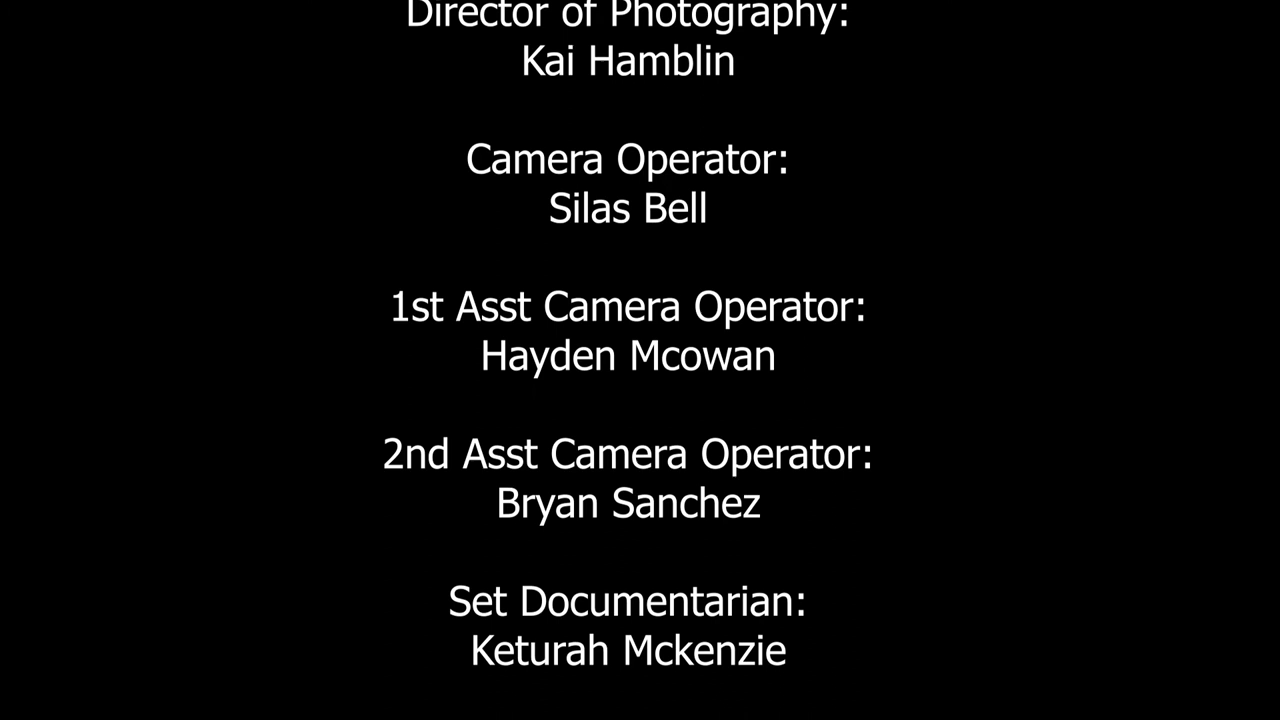 Director of Photography:
Kai Hamblin
Camera Operator:
Silas Bell
1st Asst Camera Operator:
Hayden Mcowan
2nd Asst Camera Operator:
Bryan Sanchez
Set Documentarian:
Keturah Mckenzie